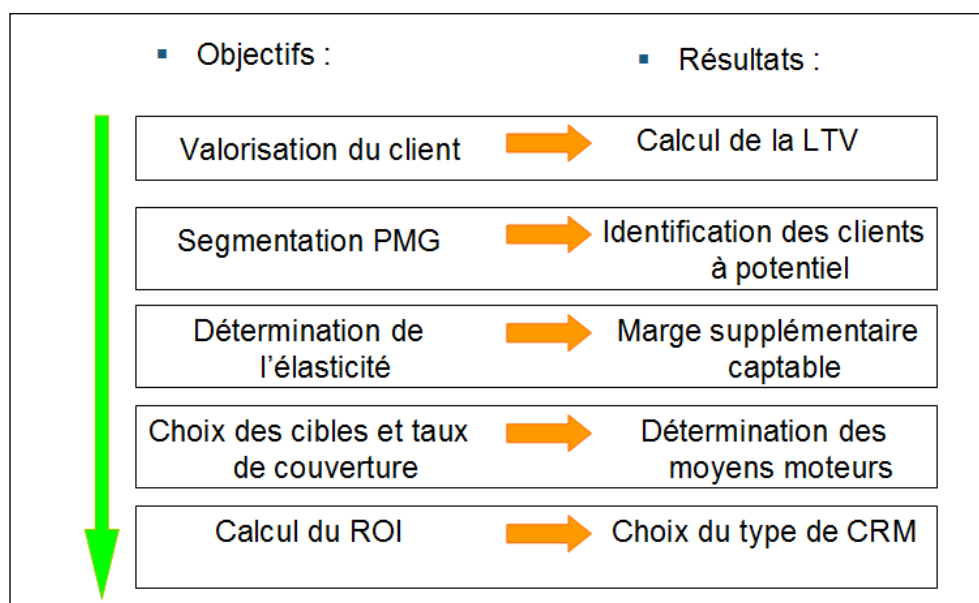 ▪ Objectifs :
▪ Résultats :
Valorisation du client
Calcul de la LTV
Segmentation PMG
Identification des clients
à potentiel
Détermination de
l'élasticité
Marge supplémentaire
captable
Choix des cibles et taux
de couverture
Détermination des
moyens moteurs
Calcul du ROI
Choix du type de CRM